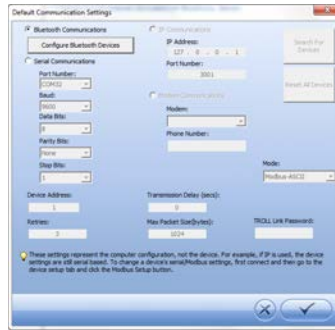 Default Communication Settings
Bluetooth Communications
Configure Bluetooth Devices
Serial Communications
Port Number:
COM32
Baud:
9600
Data Bits:
8
Parity Bits:
None
Stop Bits:
1
IP Communications
IP Address:
127 . 0 . 0 . 1
Port Number:
3001
Modem Communications
Modem:
Phone Number:
Search For
Devices
Reset All Devices
Mode:
Modbus-ASCII
Device Address:
1
Transmission Delay (secs):
0
Retries:
3
Max Packet Size(bytes):
1024
TROLL Link Password:
These settings represent the computer configuration, not the device. For example, if IP is used, the device
settings are still serial based. To change a device's serial/Modbus settings, first connect and then go to the
device setup tab and click the Modbus Setup button.